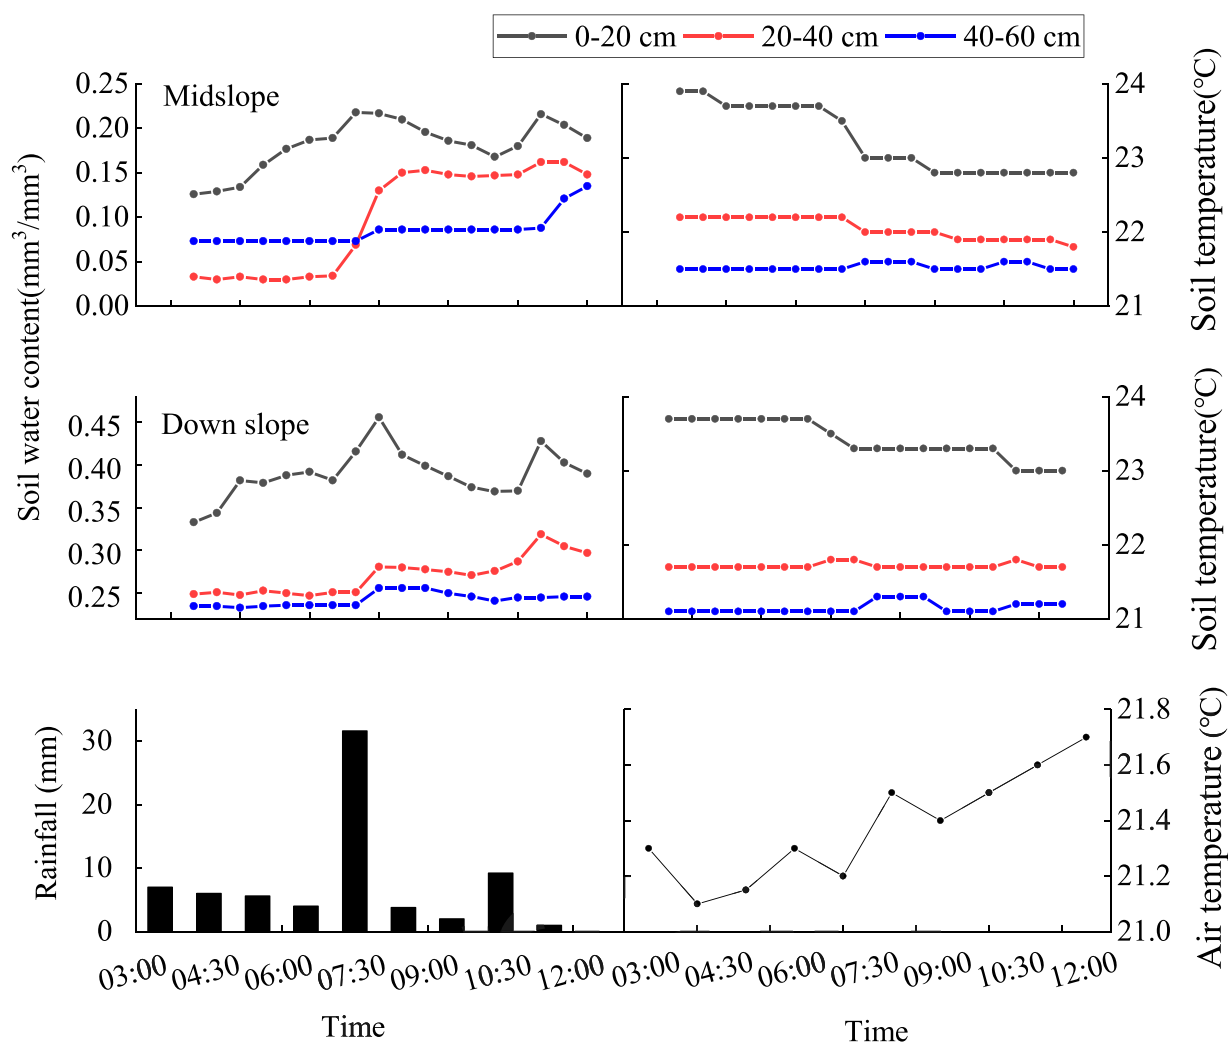 0-20 cm 20-40 cm 40-60 cm
Soil water content(mm³/mm³)
Midslope
0.25
0.20
0.15
0.10
0.05
0.00
24
23
22
21
Soil temperature(°C)
Down slope
0.45
0.40
0.35
0.30
0.25
24
23
22
21
Soil temperature(°C)
Rainfall (mm)
30
20
10
0
21.8
21.6
21.4
21.2
21.0
Air temperature (°C)
03:00 04:30 06:00 07:30 09:00 10:30 12:00
03:00 04:30 06:00 07:30 09:00 10:30 12:00
Time
Time